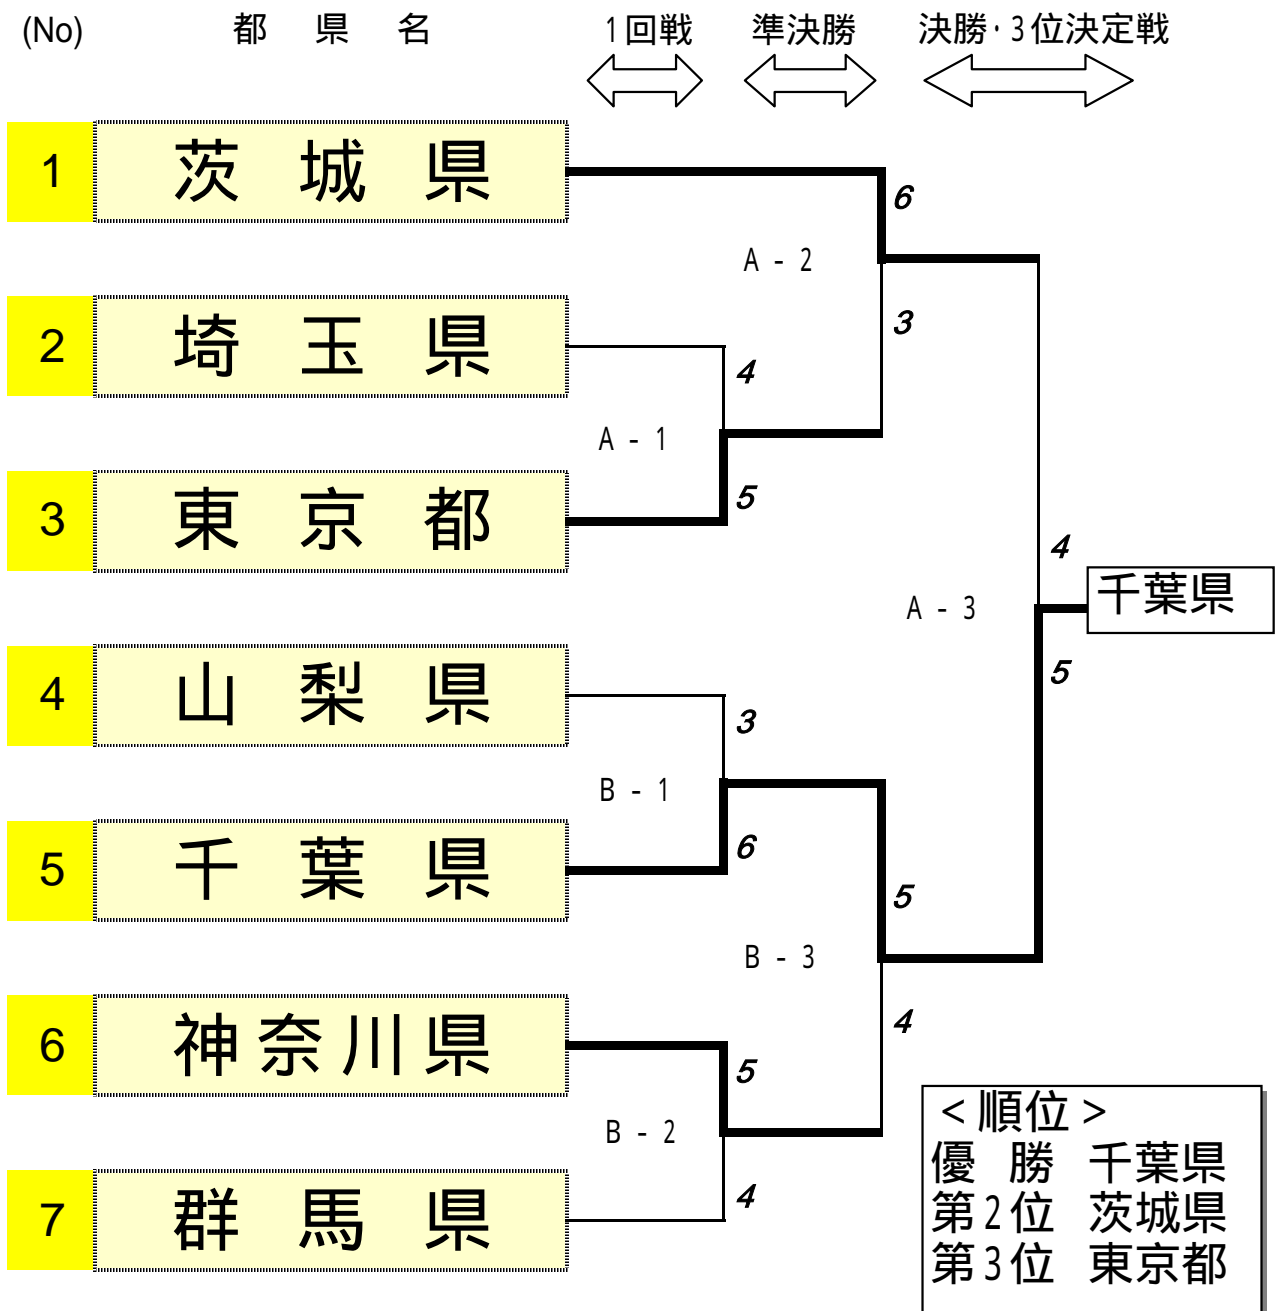 (No) 都県名 1回戦 準決勝 決勝・3位決定戦
1 茨城県
6
A - 2
2 埼玉県
3
4
A - 1
3 東京都
5
4
千葉県
A - 3
5
4 山梨県
3
B - 1
5 千葉県
6
5
B - 3
4
6 神奈川県
5
B - 2
7 群馬県
4
<順位>
優勝 千葉県
第2位 茨城県
第3位 東京都